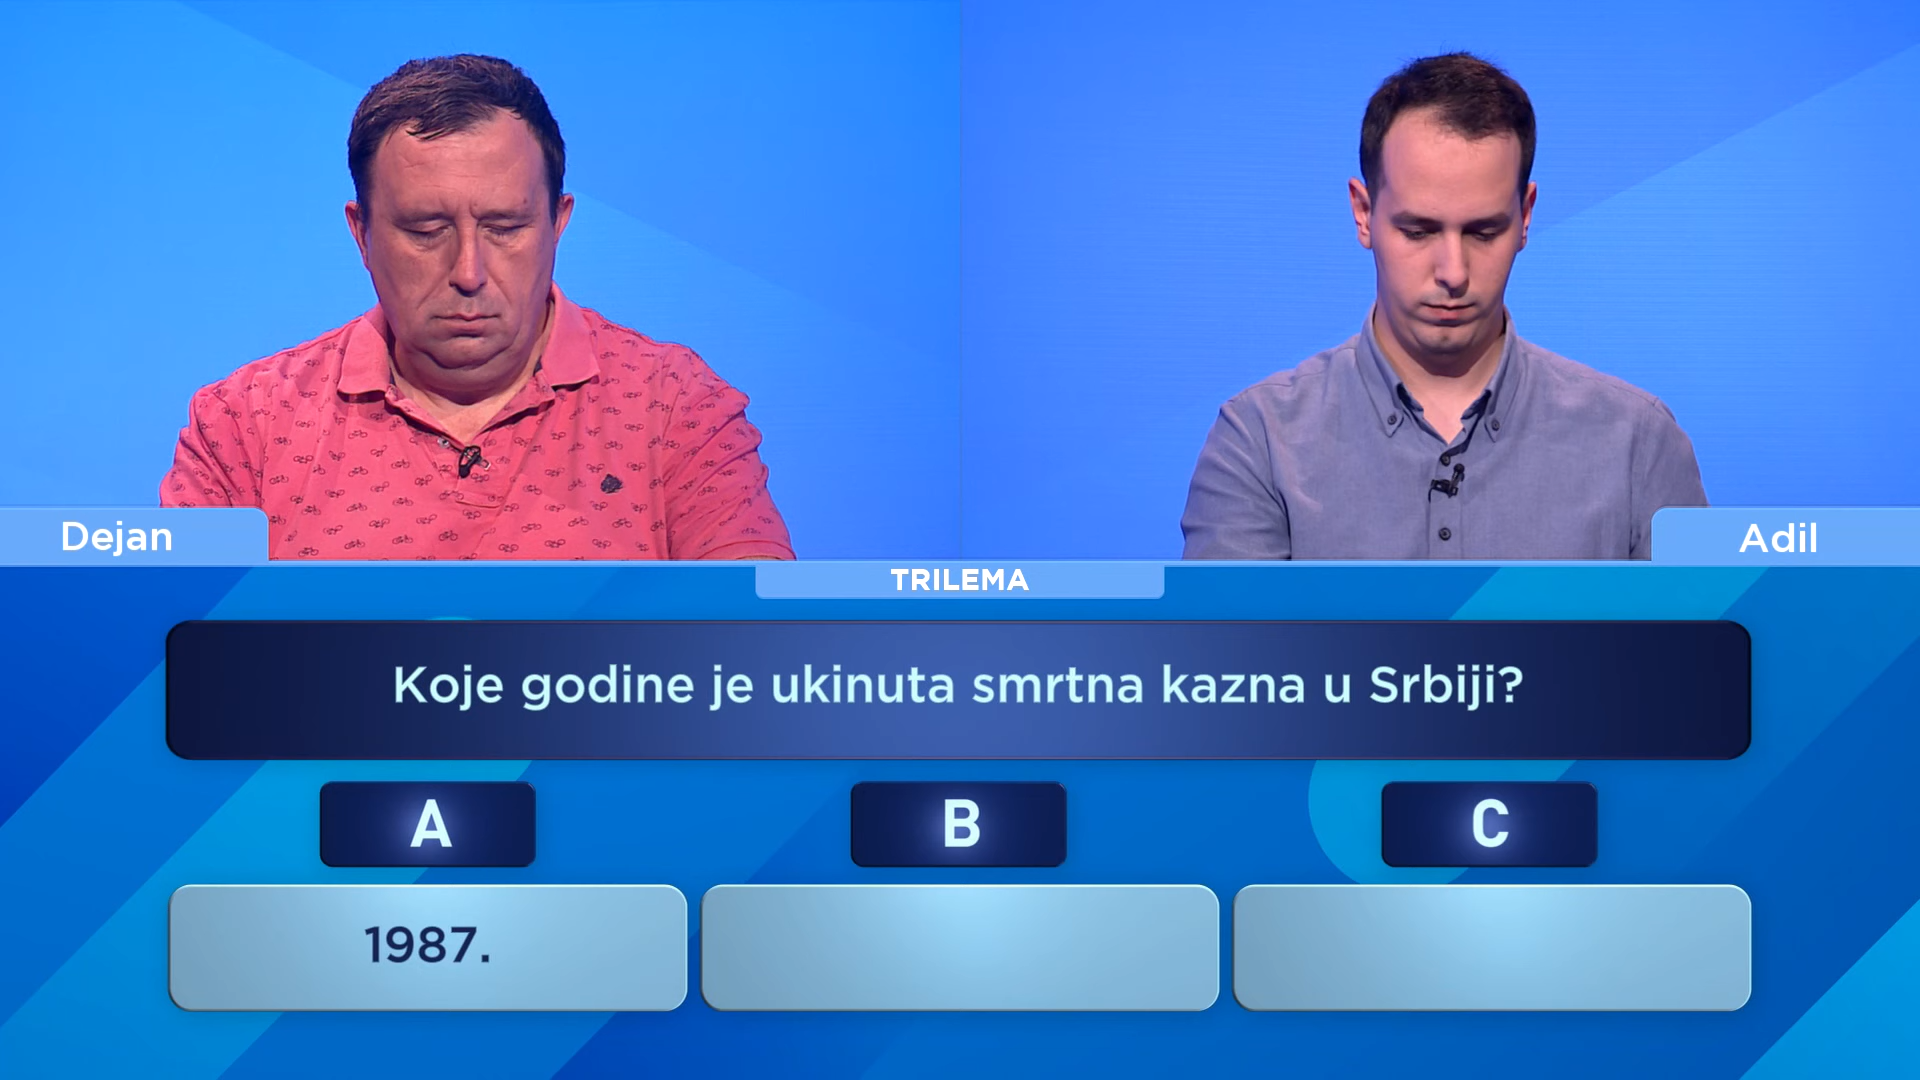 Dejan
Adil
TRILEMA
Koje godine je ukinuta smrtna kazna u Srbiji?
A
B
C
1987.